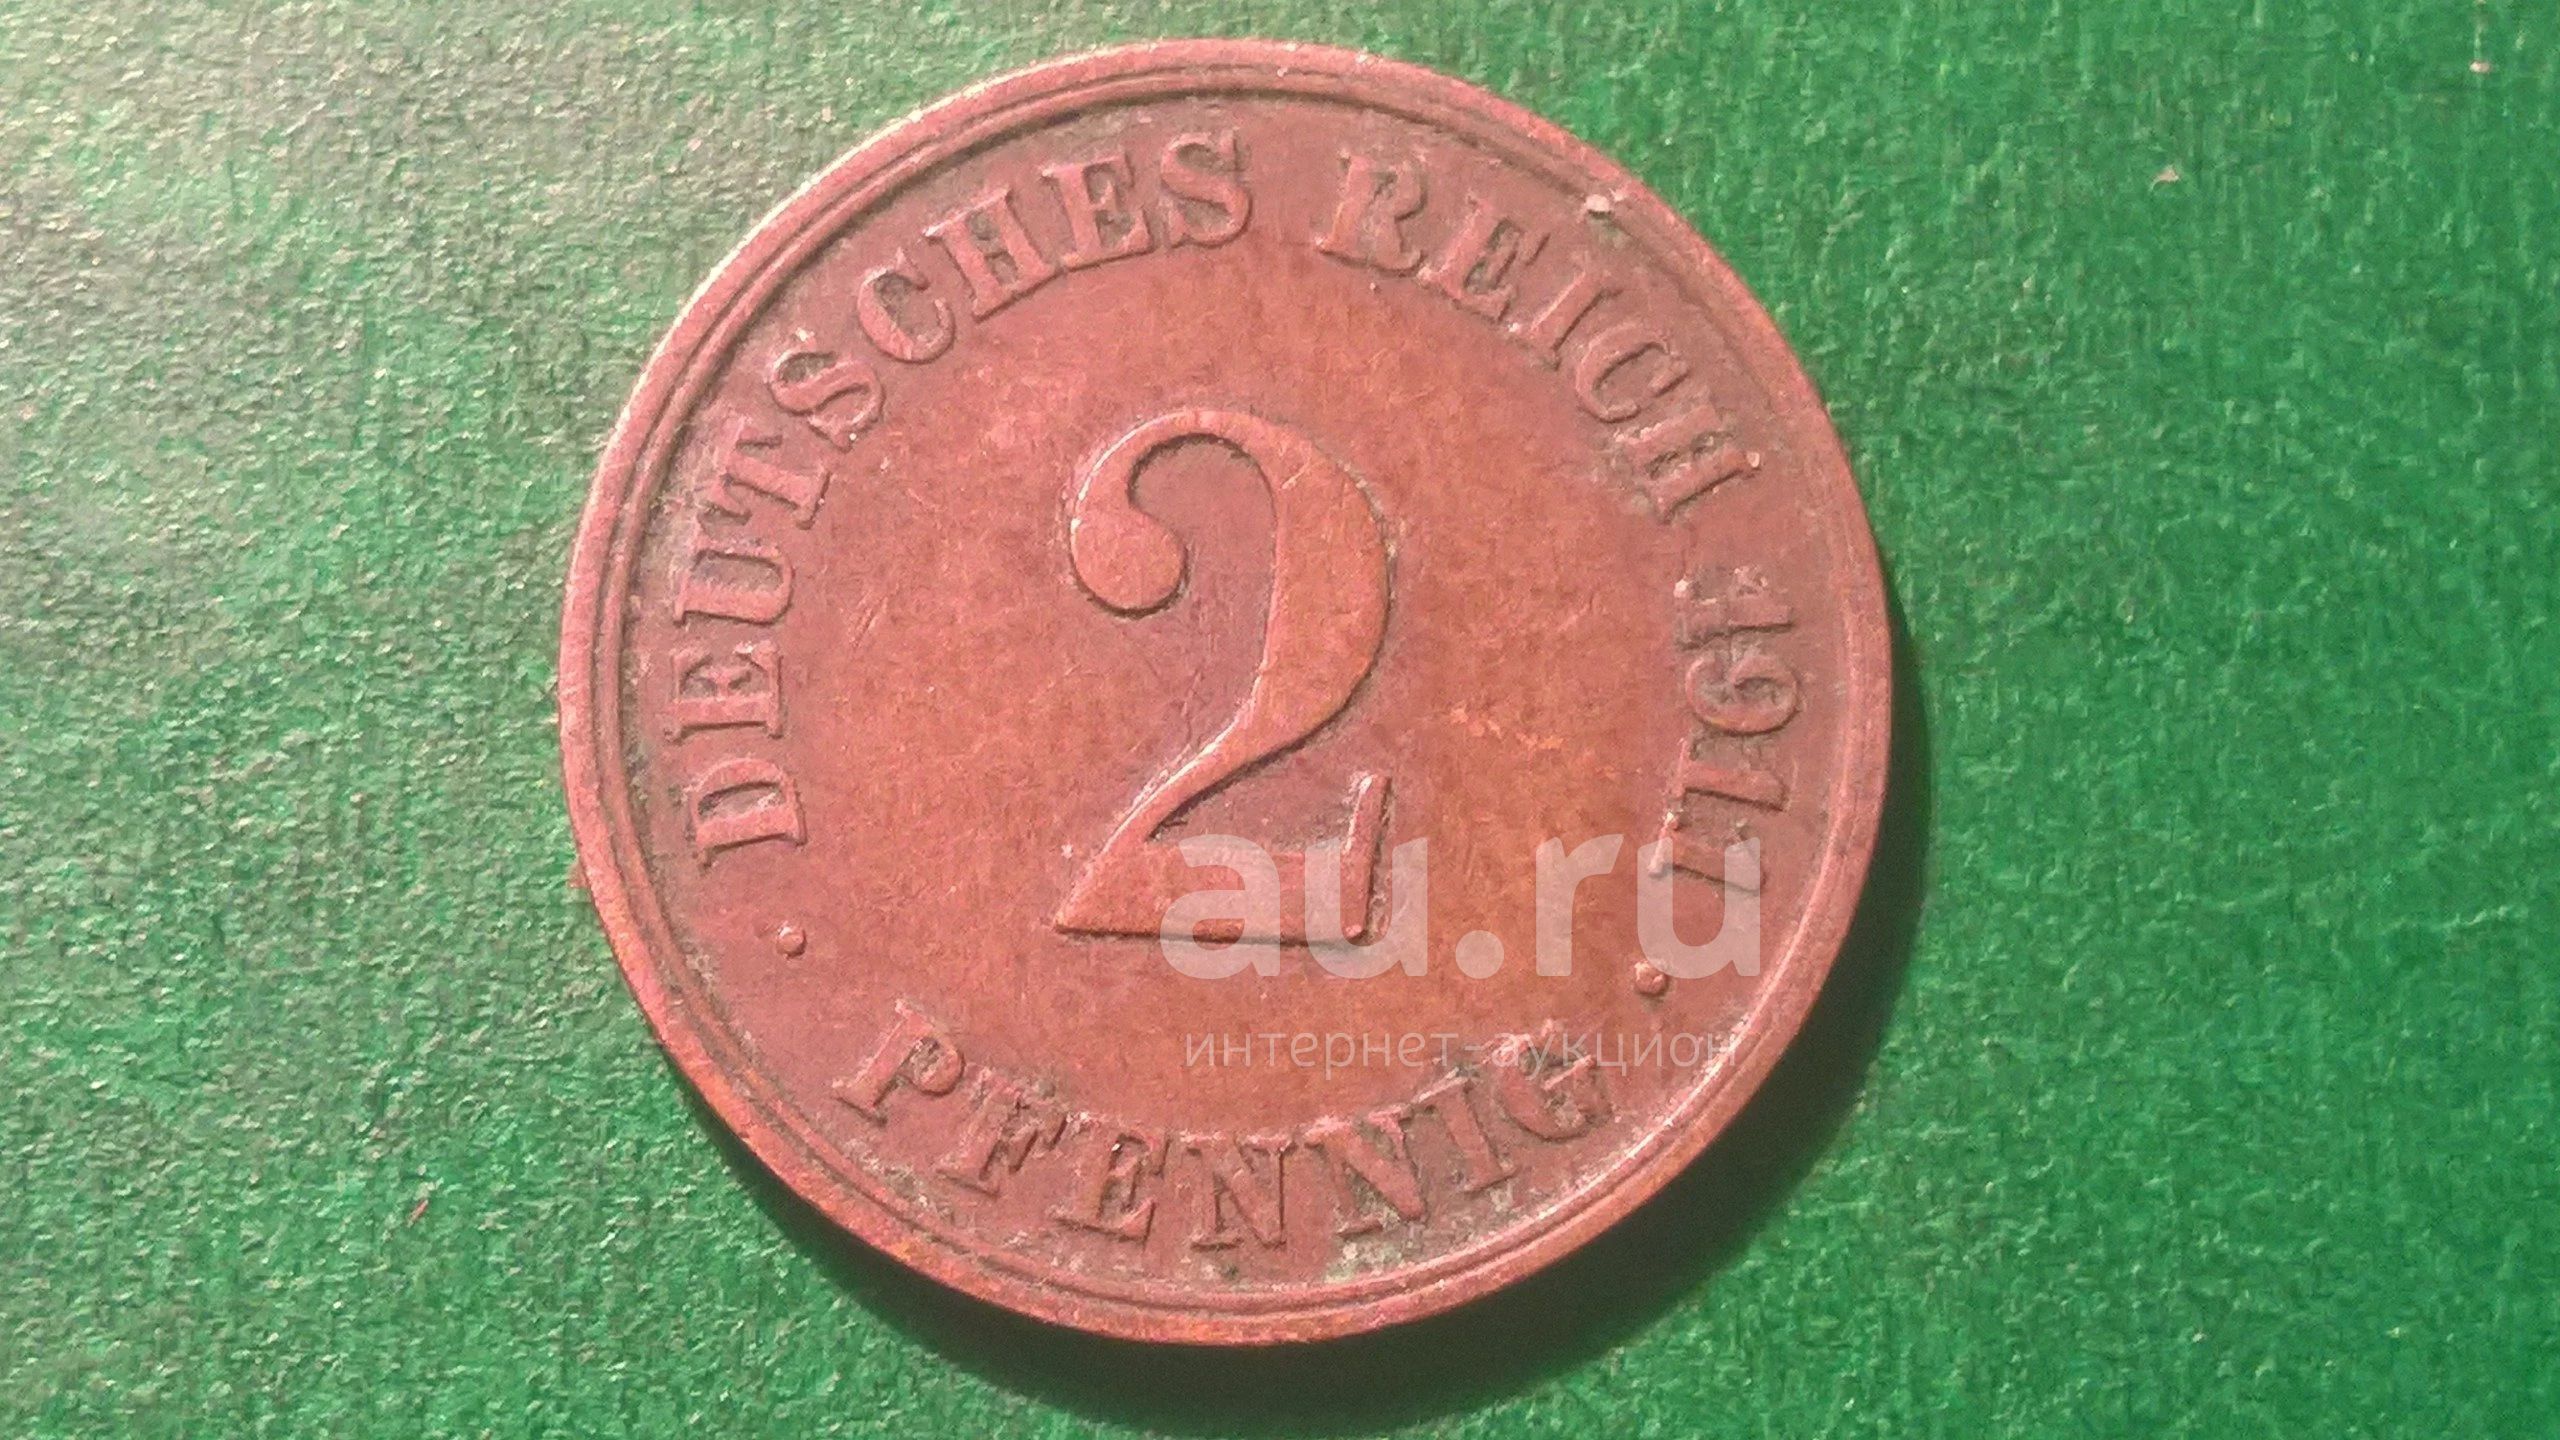 DEUTSCHES REICH 1911
2
PFENNIG
au.ru
интернет-аукцион